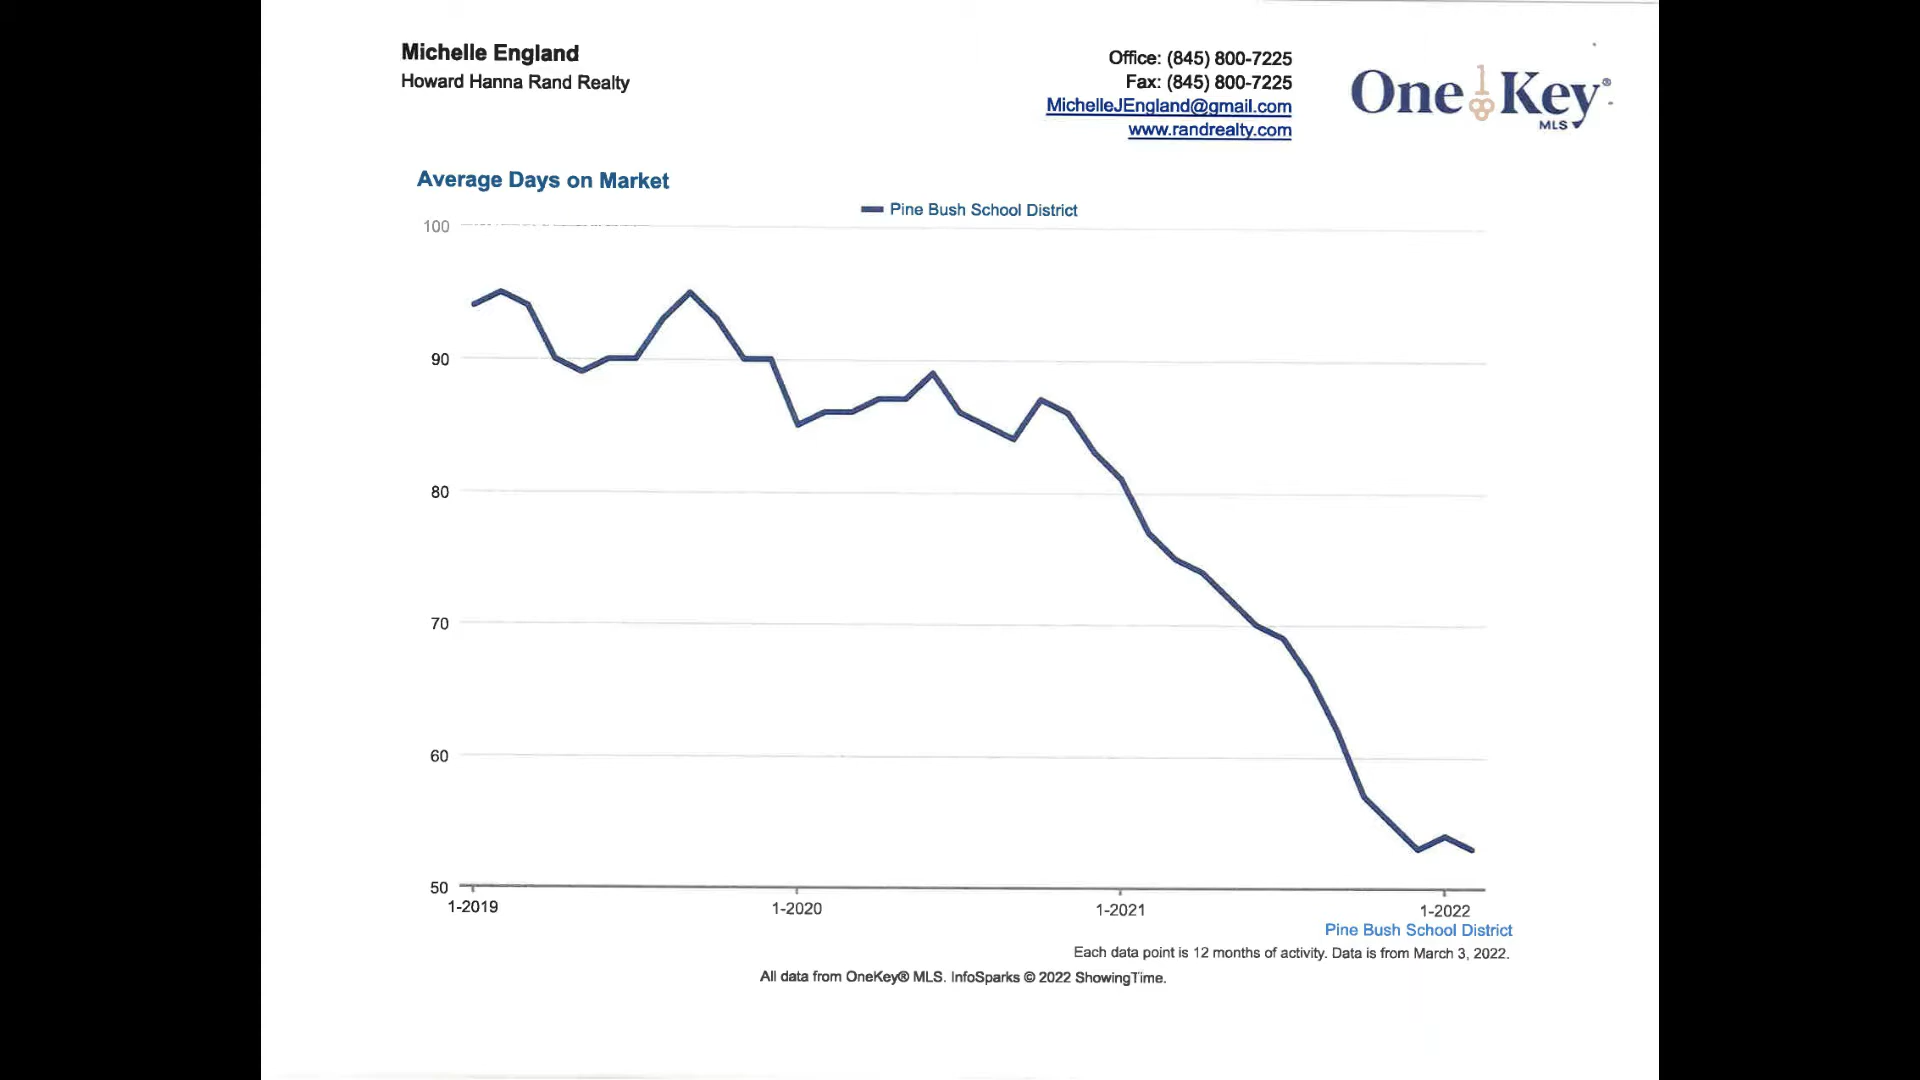 Michelle England
Howard Hanna Rand Realty
Office: (845) 800-7225
Fax: (845) 800-7225
MichelleJEngland@gmail.com
www.randrealty.com
One Key®
MLS
Average Days on Market
Pine Bush School District
100
90
80
70
60
50
1-2019 1-2020 1-2021 1-2022
Pine Bush School District
Each data point is 12 months of activity. Data is from March 3, 2022.
All data from OneKey® MLS. InfoSparks © 2022 ShowingTime.